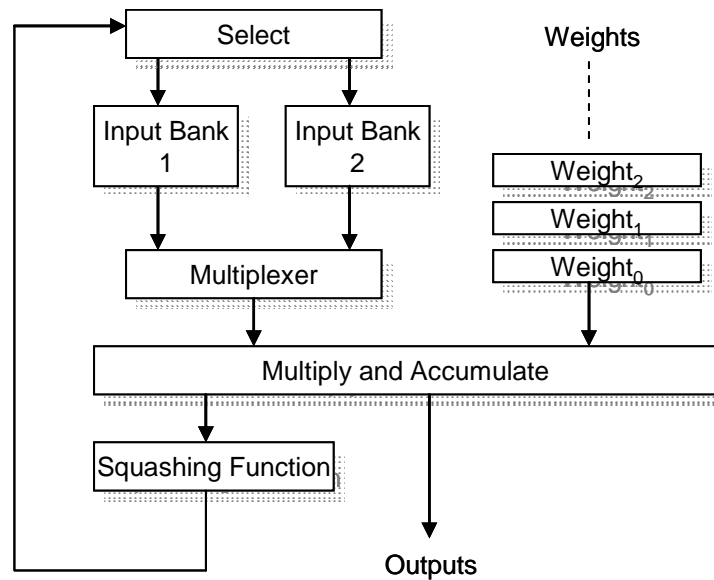 Select
Weights
Input Bank
1
Input Bank
2
Weight₂
Weight₁
Multiplexer
Weight₀
Multiply and Accumulate
Squashing Function
Outputs